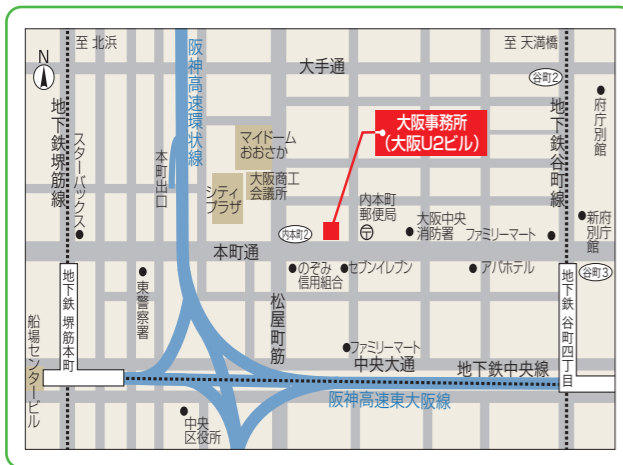 至 北浜
阪神高速環状線
大手通
至 天満橋
谷町2
N
地下鉄堺筋線
スターバックス
本町出口
マイドーム
おおさか
大阪商工
会議所
シティ
プラザ
大阪事務所
(大阪U2ビル)
地下鉄谷町線
府庁別館
内本町2
内本町
郵便局
大阪中央
消防署
ファミリーマート
新別館
府庁
本町通
谷町3
地下鉄 堺筋本町
東警察署
のぞみ
信用組合
セブンイレブン
アパホテル
地下鉄 谷町四丁目
松屋町筋
船場センタービル
ファミリーマート
中央大通
地下鉄中央線
阪神高速東大阪線
中央
区役所